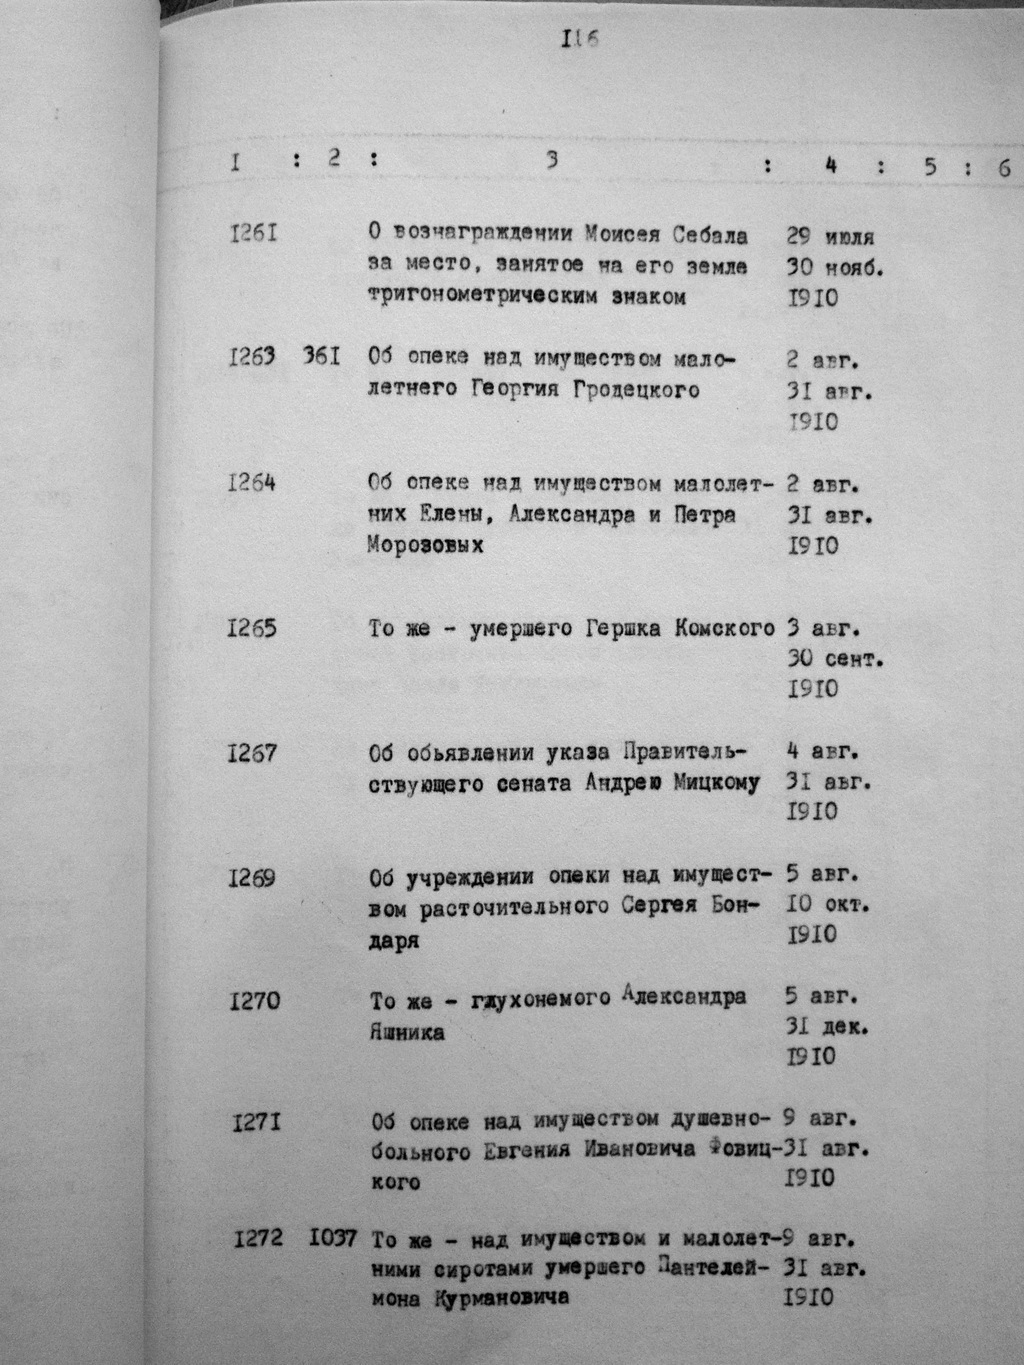 116
1 : 2 : 3 : 4 : 5 : 6
1261 О вознаграждении Моисея Себала 29 июля
за место, занятое на его земле 30 нояб.
тригонометрическим знаком 1910
1263 361 Об опеке над имуществом мало- 2 авг.
летнего Георгия Гродецкого 31 авг.
1910
1264 Об опеке над имуществом малолет- 2 авг.
них Елены, Александра и Петра 31 авг.
Морозовых 1910
1265 То же - умершего Гершка Комского 3 авг.
30 сент.
1910
1267 Об обьявлении указа Правитель- 4 авг.
ствующего сената Андрею Мицкому 31 авг.
1910
1269 Об учреждении опеки над имущест- 5 авг.
вом расточительного Сергея Бон- 10 окт.
даря 1910
1270 То же - глухонемого Александра 5 авг.
Яшника 31 дек.
1910
1271 Об опеке над имуществом душевно- 9 авг.
больного Евгения Ивановича Фовиц- 31 авг.
кого 1910
1272 1037 То же - над имуществом и малолет- 9 авг.
ними сиротами умершего Пантелей- 31 авг.
мона Курмановича 1910